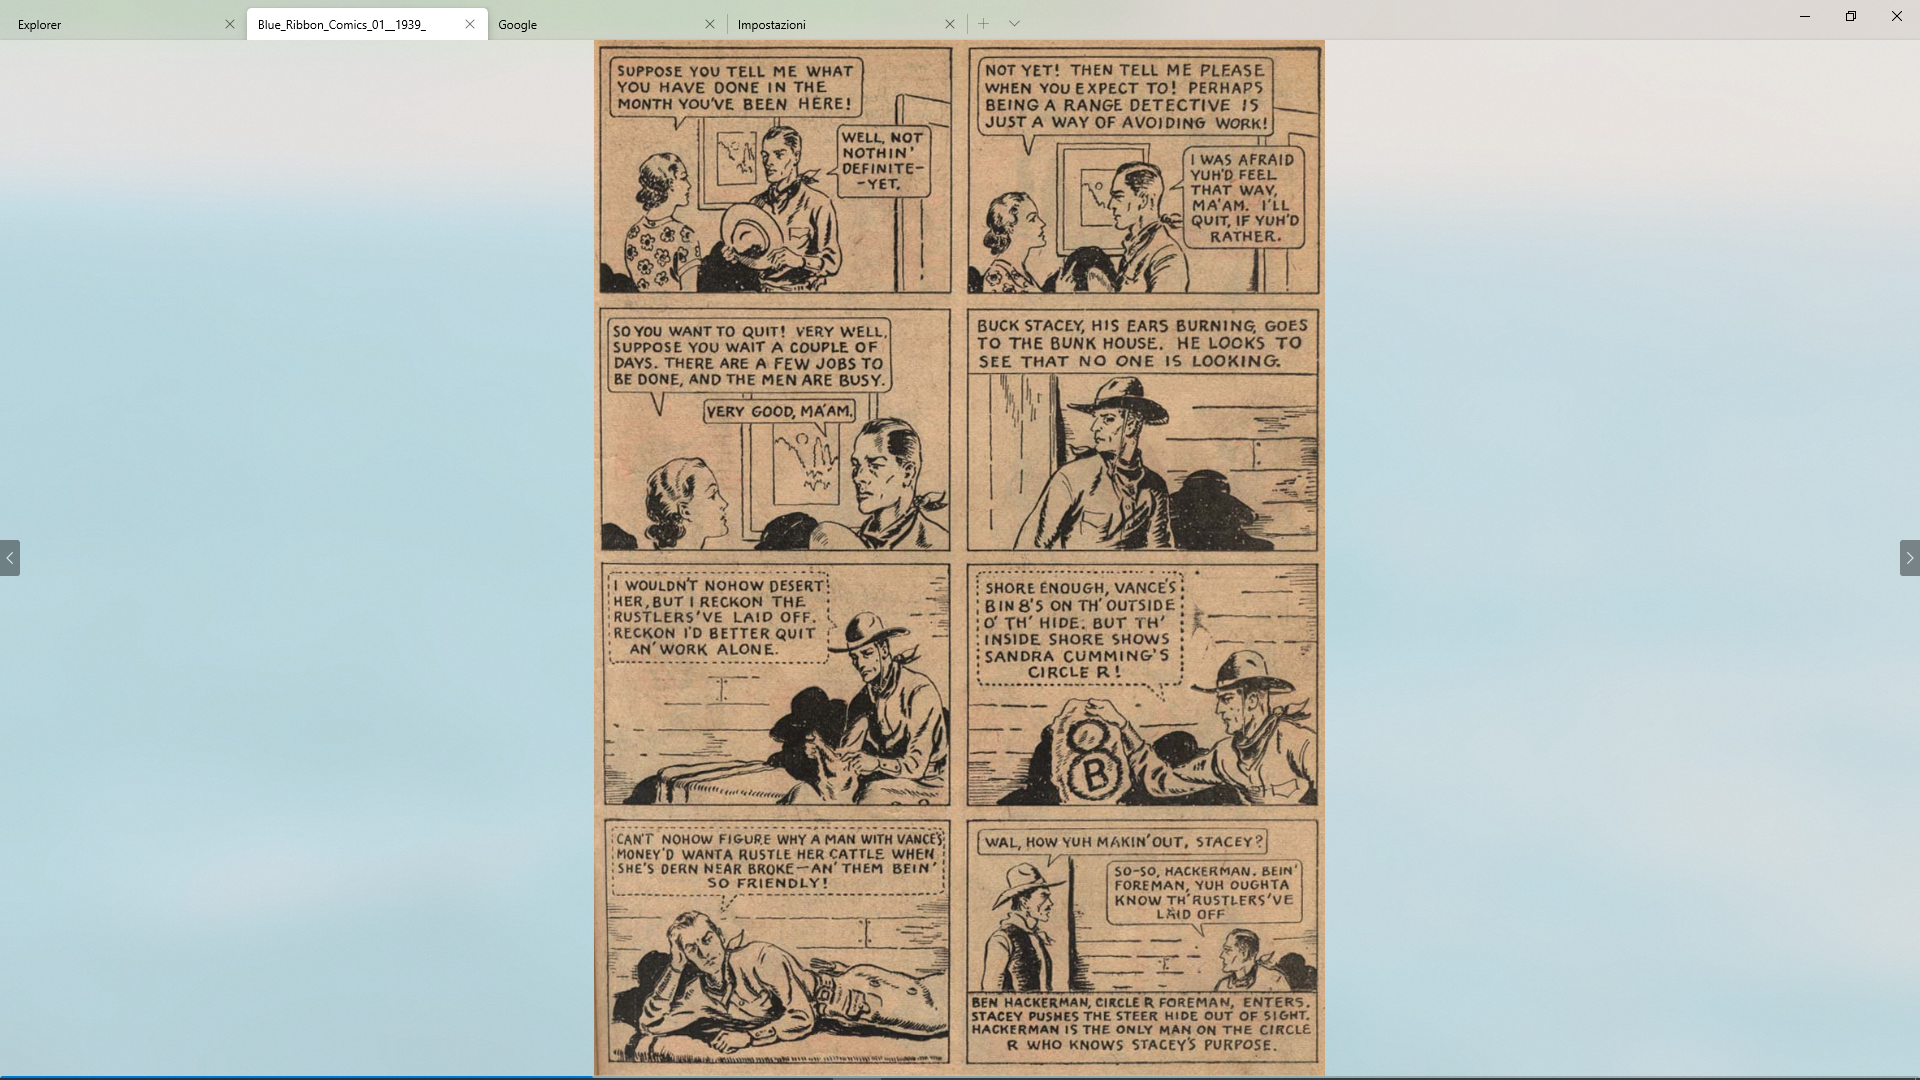 Explorer
Blue_Ribbon_Comics_01__1939_
Google
Impostazioni
SUPPOSE YOU TELL ME WHAT
YOU HAVE DONE IN THE
MONTH YOU'VE BEEN HERE!
WELL, NOT
NOTHIN'
DEFINITE-
-YET.
NOT YET! THEN TELL ME PLEASE
WHEN YOU EXPECT TO! PERHAPS
BEING A RANGE DETECTIVE IS
JUST A WAY OF AVOIDING WORK!
I WAS AFRAID
YUH'D FEEL
THAT WAY,
MA'AM. I'LL
QUIT, IF YUH'D
RATHER.
SO YOU WANT TO QUIT! VERY WELL,
SUPPOSE YOU WAIT A COUPLE OF
DAYS. THERE ARE A FEW JOBS TO
BE DONE, AND THE MEN ARE BUSY.
VERY GOOD, MA'AM.
BUCK STACEY, HIS EARS BURNING, GOES
TO THE BUNK HOUSE. HE LOOKS TO
SEE THAT NO ONE IS LOOKING.
I WOULDN'T NOHOW DESERT
HER, BUT I RECKON THE
RUSTLERS'VE LAID OFF.
RECKON I'D BETTER QUIT
AN' WORK ALONE.
SHORE ENOUGH, VANCE'S
BIN 8'S ON TH' OUTSIDE
O' TH' HIDE. BUT TH'
INSIDE SHORE SHOWS
SANDRA CUMMING'S
CIRCLE R!
B
CAN'T NOHOW FIGURE WHY A MAN WITH VANCE'S
MONEY'D WANTA RUSTLE HER CATTLE WHEN
SHE'S DERN NEAR BROKE—AN' THEM BEIN'
SO FRIENDLY!
WAL, HOW YUH MAKIN' OUT, STACEY?
SO-SO, HACKERMAN. BEIN'
FOREMAN, YUH OUGHTA
KNOW TH' RUSTLERS'VE
LAID OFF
BEN HACKERMAN, CIRCLE R FOREMAN, ENTERS.
STACEY PUSHES THE STEER HIDE OUT OF SIGHT.
HACKERMAN IS THE ONLY MAN ON THE CIRCLE
R WHO KNOWS STACEY'S PURPOSE.